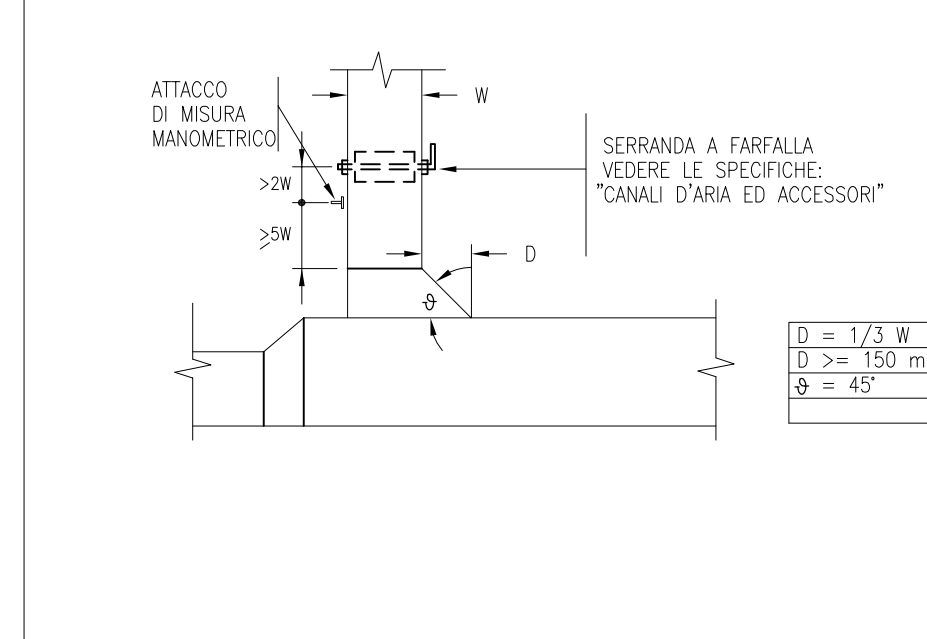 ATTACCO
DI MISURA
MANOMETRICO
W
SERRANDA A FARFALLA
VEDERE LE SPECIFICHE:
"CANALI D'ARIA ED ACCESSORI"
>2W
≥5W
D
ϑ
D = 1/3 W
D >= 150 m
ϑ = 45°